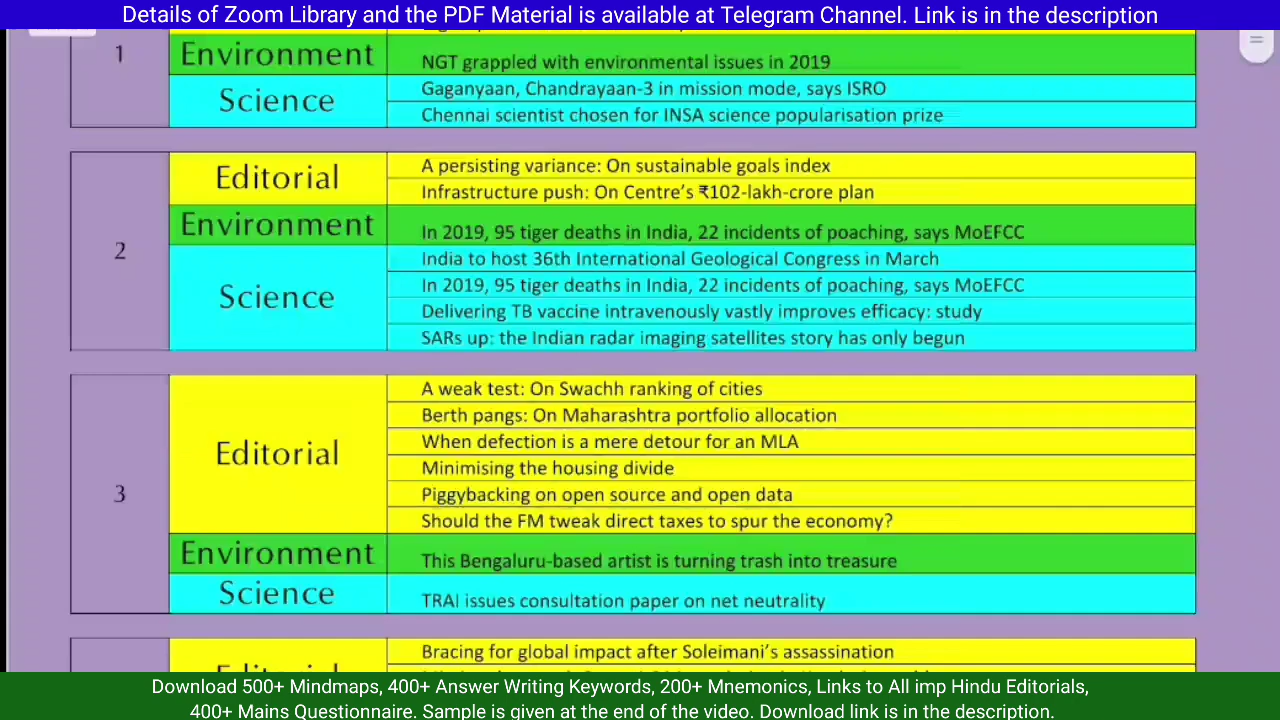 Details of Zoom Library and the PDF Material is available at Telegram Channel. Link is in the description
1
Environment
NGT grappled with environmental issues in 2019
Science
Gaganyaan, Chandrayaan-3 in mission mode, says ISRO
Chennai scientist chosen for INSA science popularisation prize
2
Editorial
A persisting variance: On sustainable goals index
Infrastructure push: On Centre's ₹102-lakh-crore plan
Environment
In 2019, 95 tiger deaths in India, 22 incidents of poaching, says MoEFCC
Science
India to host 36th International Geological Congress in March
In 2019, 95 tiger deaths in India, 22 incidents of poaching, says MoEFCC
Delivering TB vaccine intravenously vastly improves efficacy: study
SARs up: the Indian radar imaging satellites story has only begun
3
Editorial
A weak test: On Swachh ranking of cities
Berth pangs: On Maharashtra portfolio allocation
When defection is a mere detour for an MLA
Minimising the housing divide
Piggybacking on open source and open data
Should the FM tweak direct taxes to spur the economy?
Environment
This Bengaluru-based artist is turning trash into treasure
Science
TRAI issues consultation paper on net neutrality
Editorial
Bracing for global impact after Soleimani's assassination
Download 500+ Mindmaps, 400+ Answer Writing Keywords, 200+ Mnemonics, Links to All imp Hindu Editorials,
400+ Mains Questionnaire. Sample is given at the end of the video. Download link is in the description.